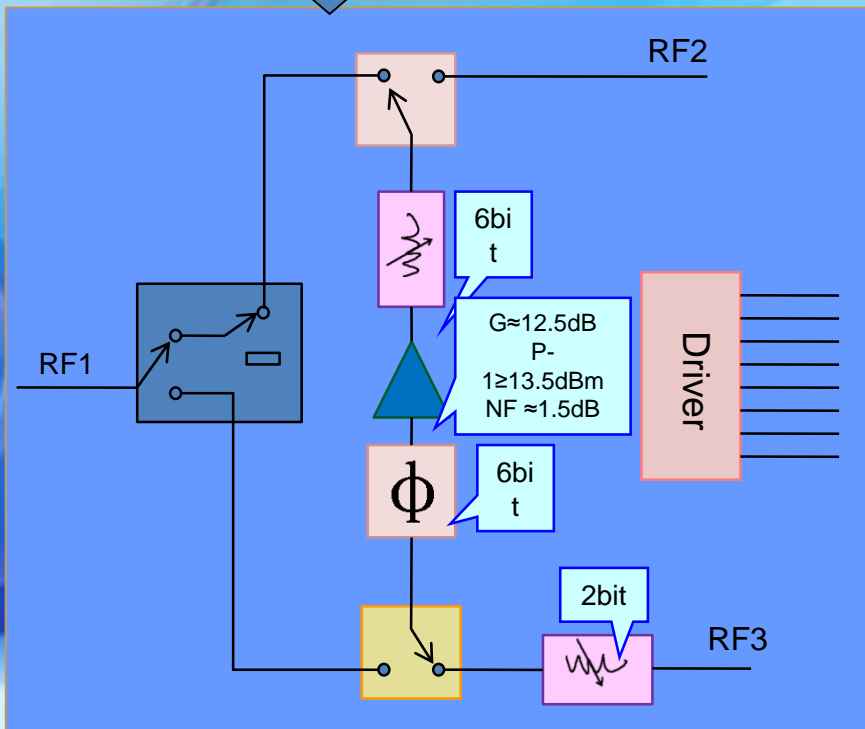 RF2
6bi
t
G≈12.5dB
P-
1≥13.5dBm
NF ≈1.5dB
RF1
Driver
ϕ
6bi
t
2bit
RF3